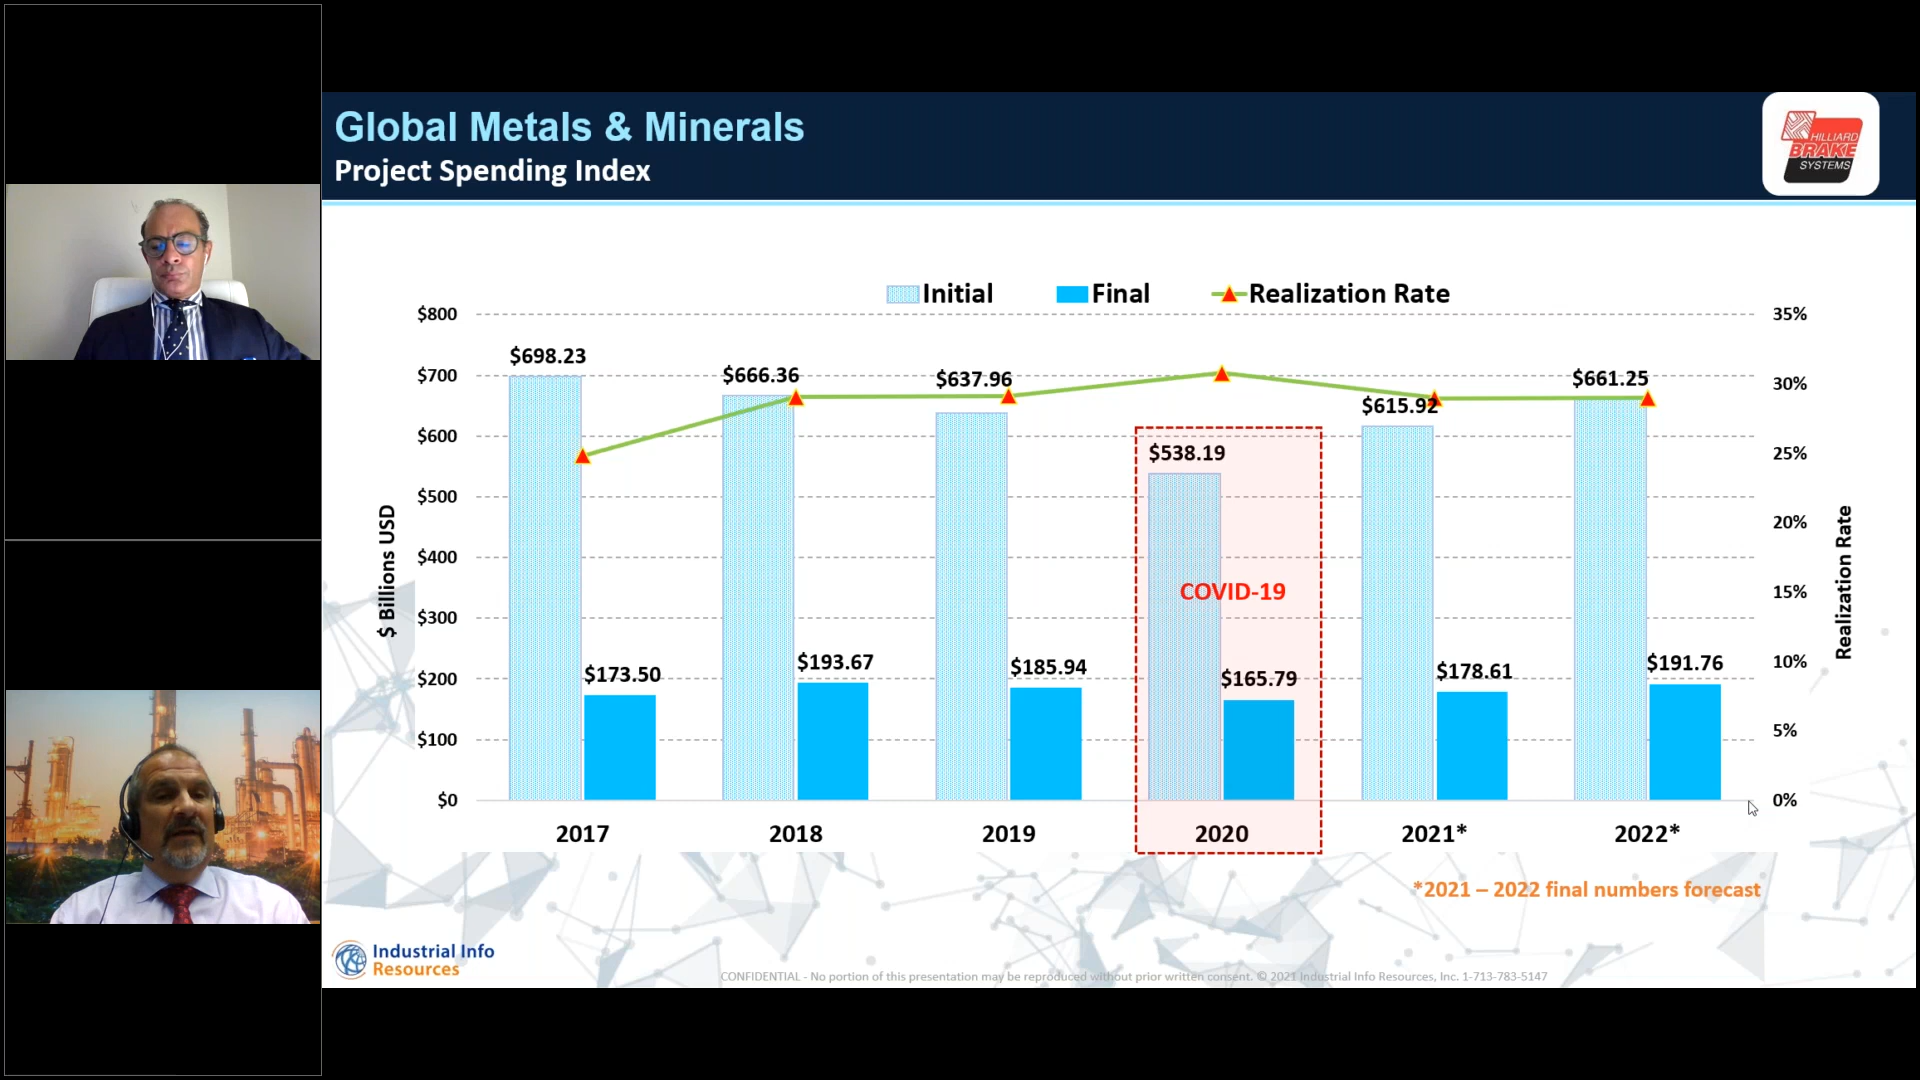 Global Metals & Minerals
Project Spending Index
HILLIARD
BRAKE
SYSTEMS
Initial
Final
Realization Rate
$800
$700
$600
$500
$400
$300
$200
$100
$0
$ Billions USD
35%
30%
25%
20%
15%
10%
5%
0%
Realization Rate
$698.23
$666.36
$637.96
$538.19
$615.92
$661.25
COVID-19
$173.50
$193.67
$185.94
$165.79
$178.61
$191.76
2017
2018
2019
2020
2021*
2022*
*2021 – 2022 final numbers forecast
Industrial Info
Resources
CONFIDENTIAL - No portion of this presentation may be reproduced without prior written consent. © 2021 Industrial Info Resources, Inc. 1-713-783-5147